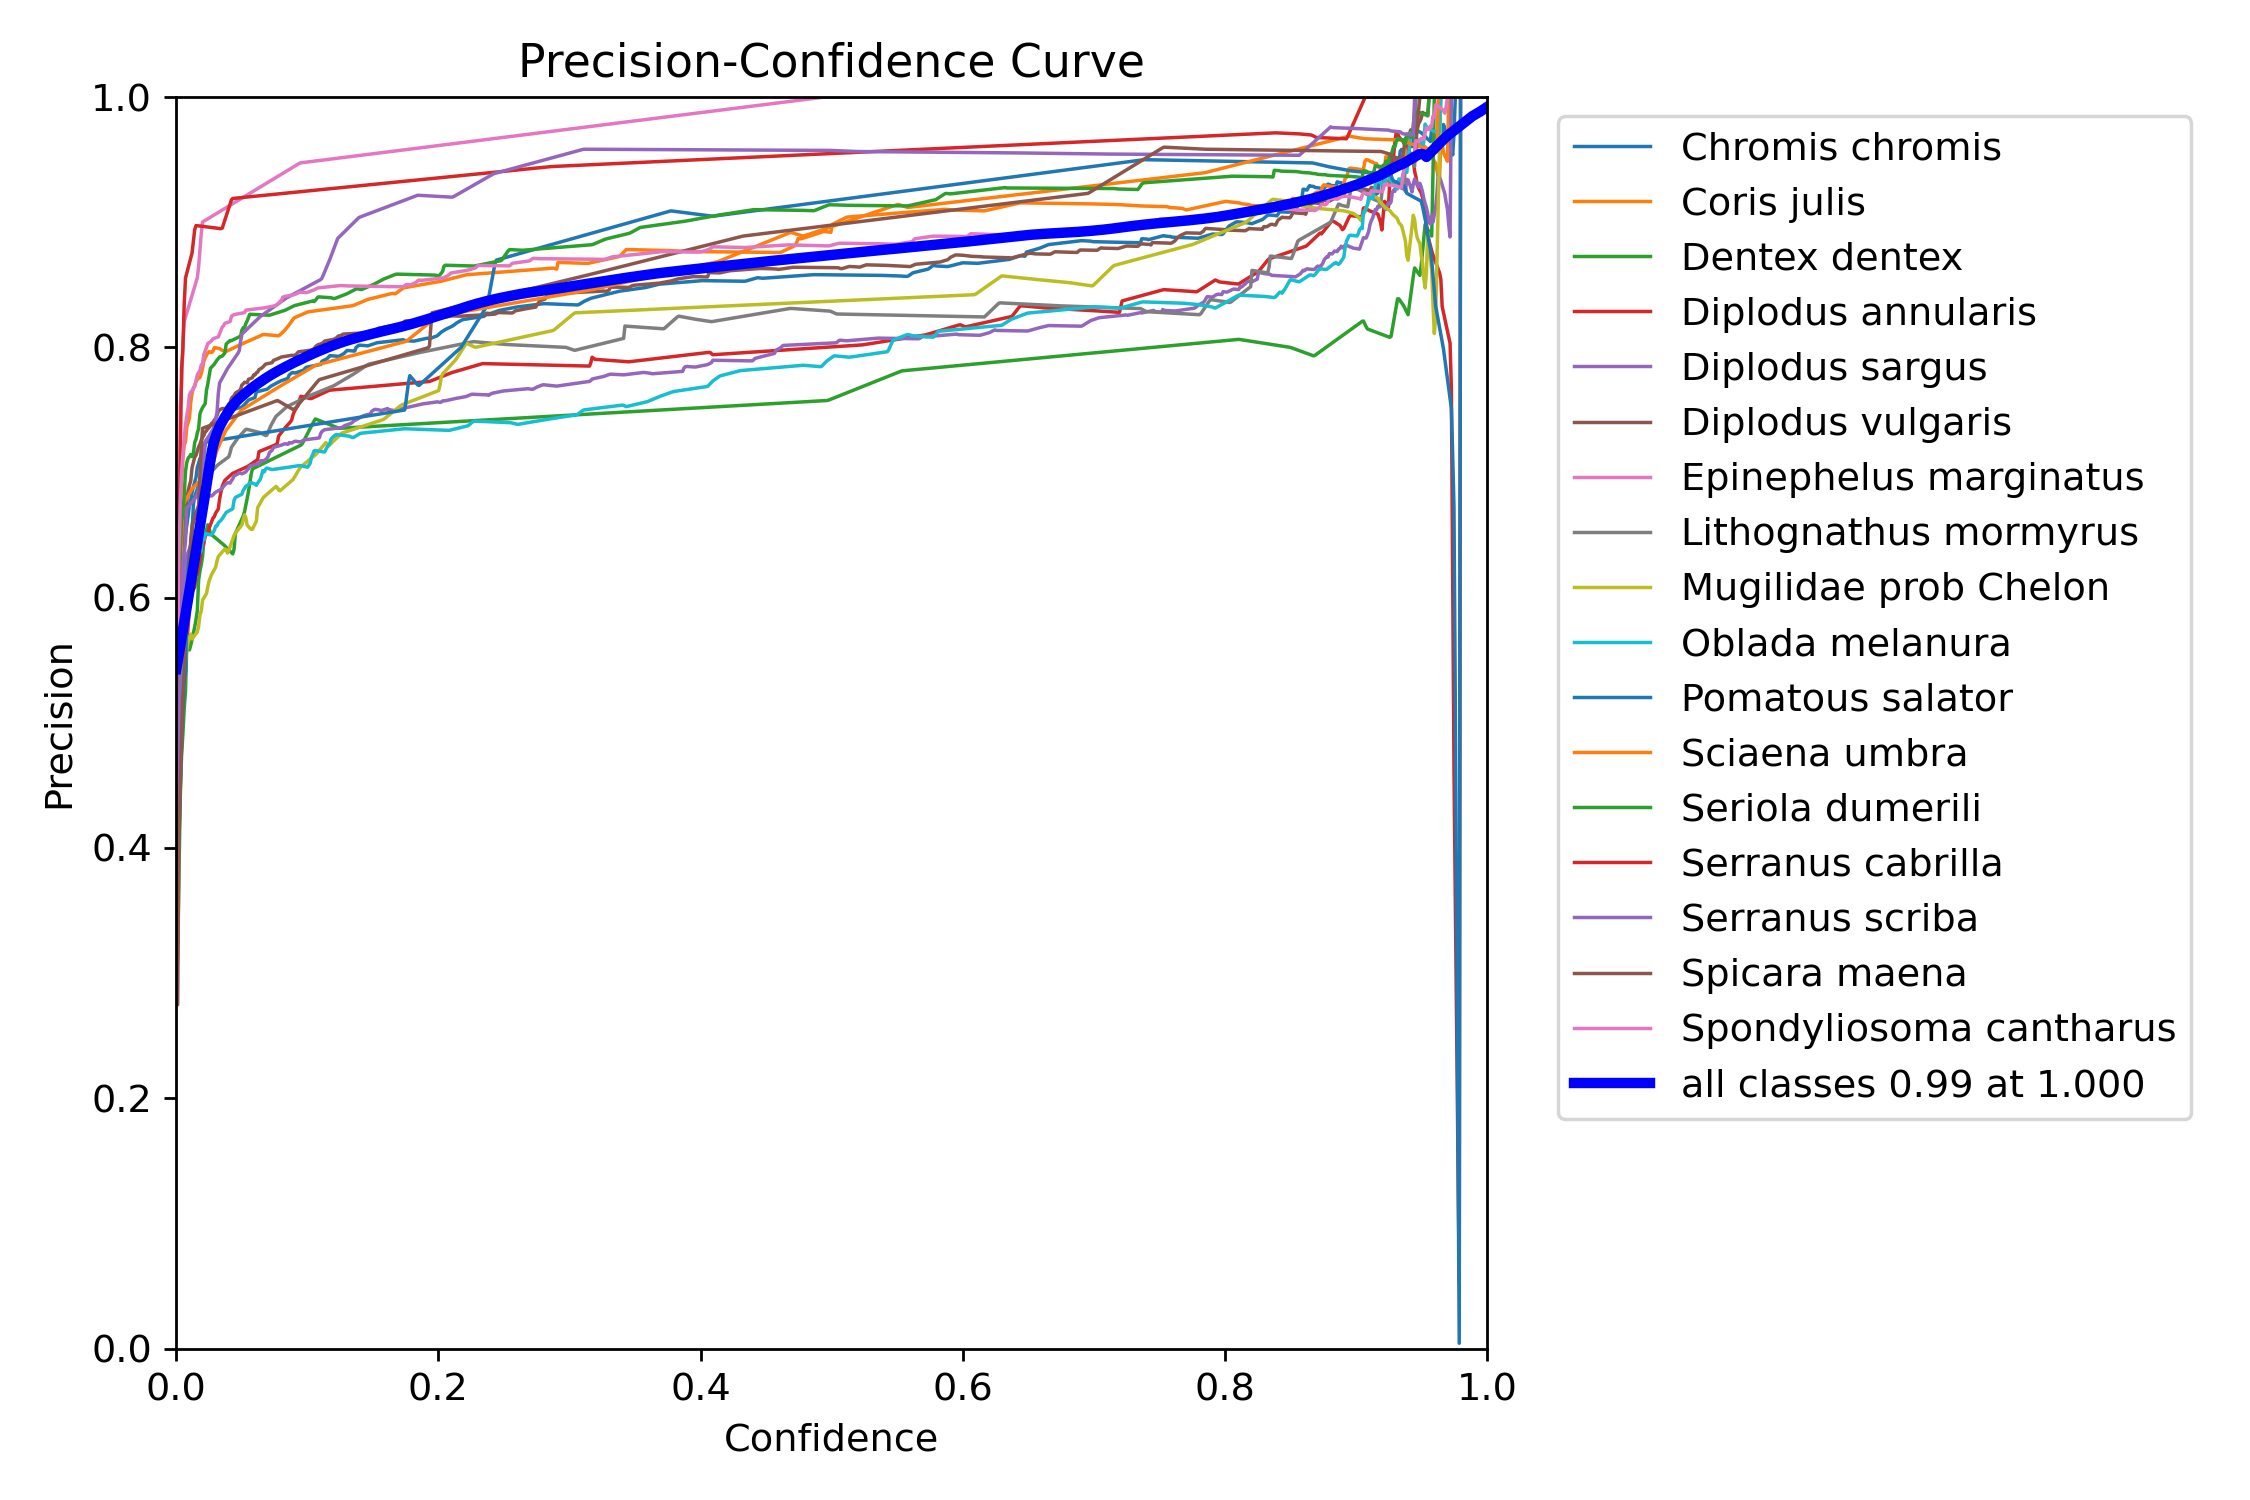 Precision-Confidence Curve
1.0
0.8
0.6
0.4
0.2
0.0
Precision
0.0 0.2 0.4 0.6 0.8 1.0
Confidence
Chromis chromis
Coris julis
Dentex dentex
Diplodus annularis
Diplodus sargus
Diplodus vulgaris
Epinephelus marginatus
Lithognathus mormyrus
Mugilidae prob Chelon
Oblada melanura
Pomatous salator
Sciaena umbra
Seriola dumerili
Serranus cabrilla
Serranus scriba
Spicara maena
Spondyliosoma cantharus
all classes 0.99 at 1.000